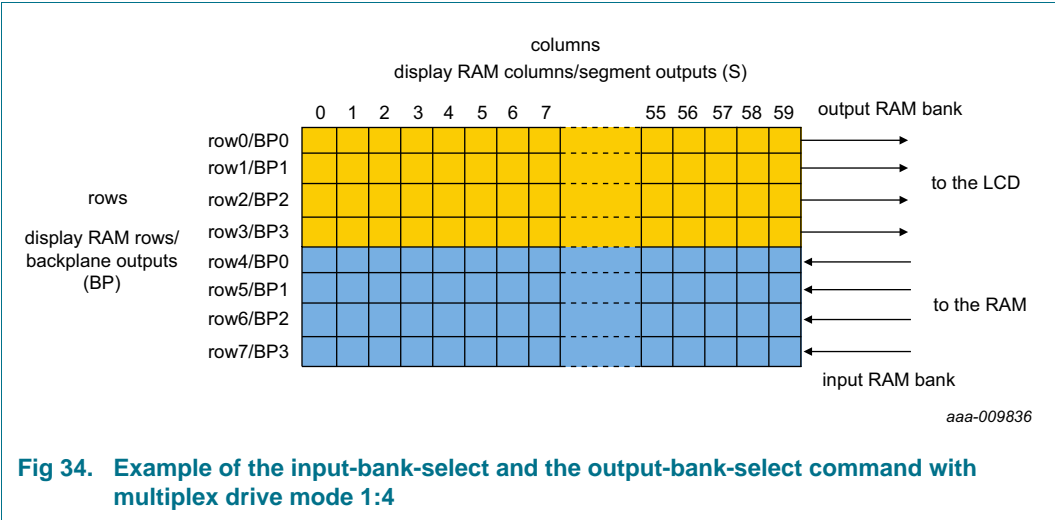 columns
display RAM columns/segment outputs (S)
0 1 2 3 4 5 6 7 55 56 57 58 59 output RAM bank
row0/BP0
row1/BP1
row2/BP2
row3/BP3
row4/BP0
row5/BP1
row6/BP2
row7/BP3
rows
display RAM rows/
backplane outputs
(BP)
to the LCD
to the RAM
input RAM bank
aaa-009836
Fig 34. Example of the input-bank-select and the output-bank-select command with
multiplex drive mode 1:4